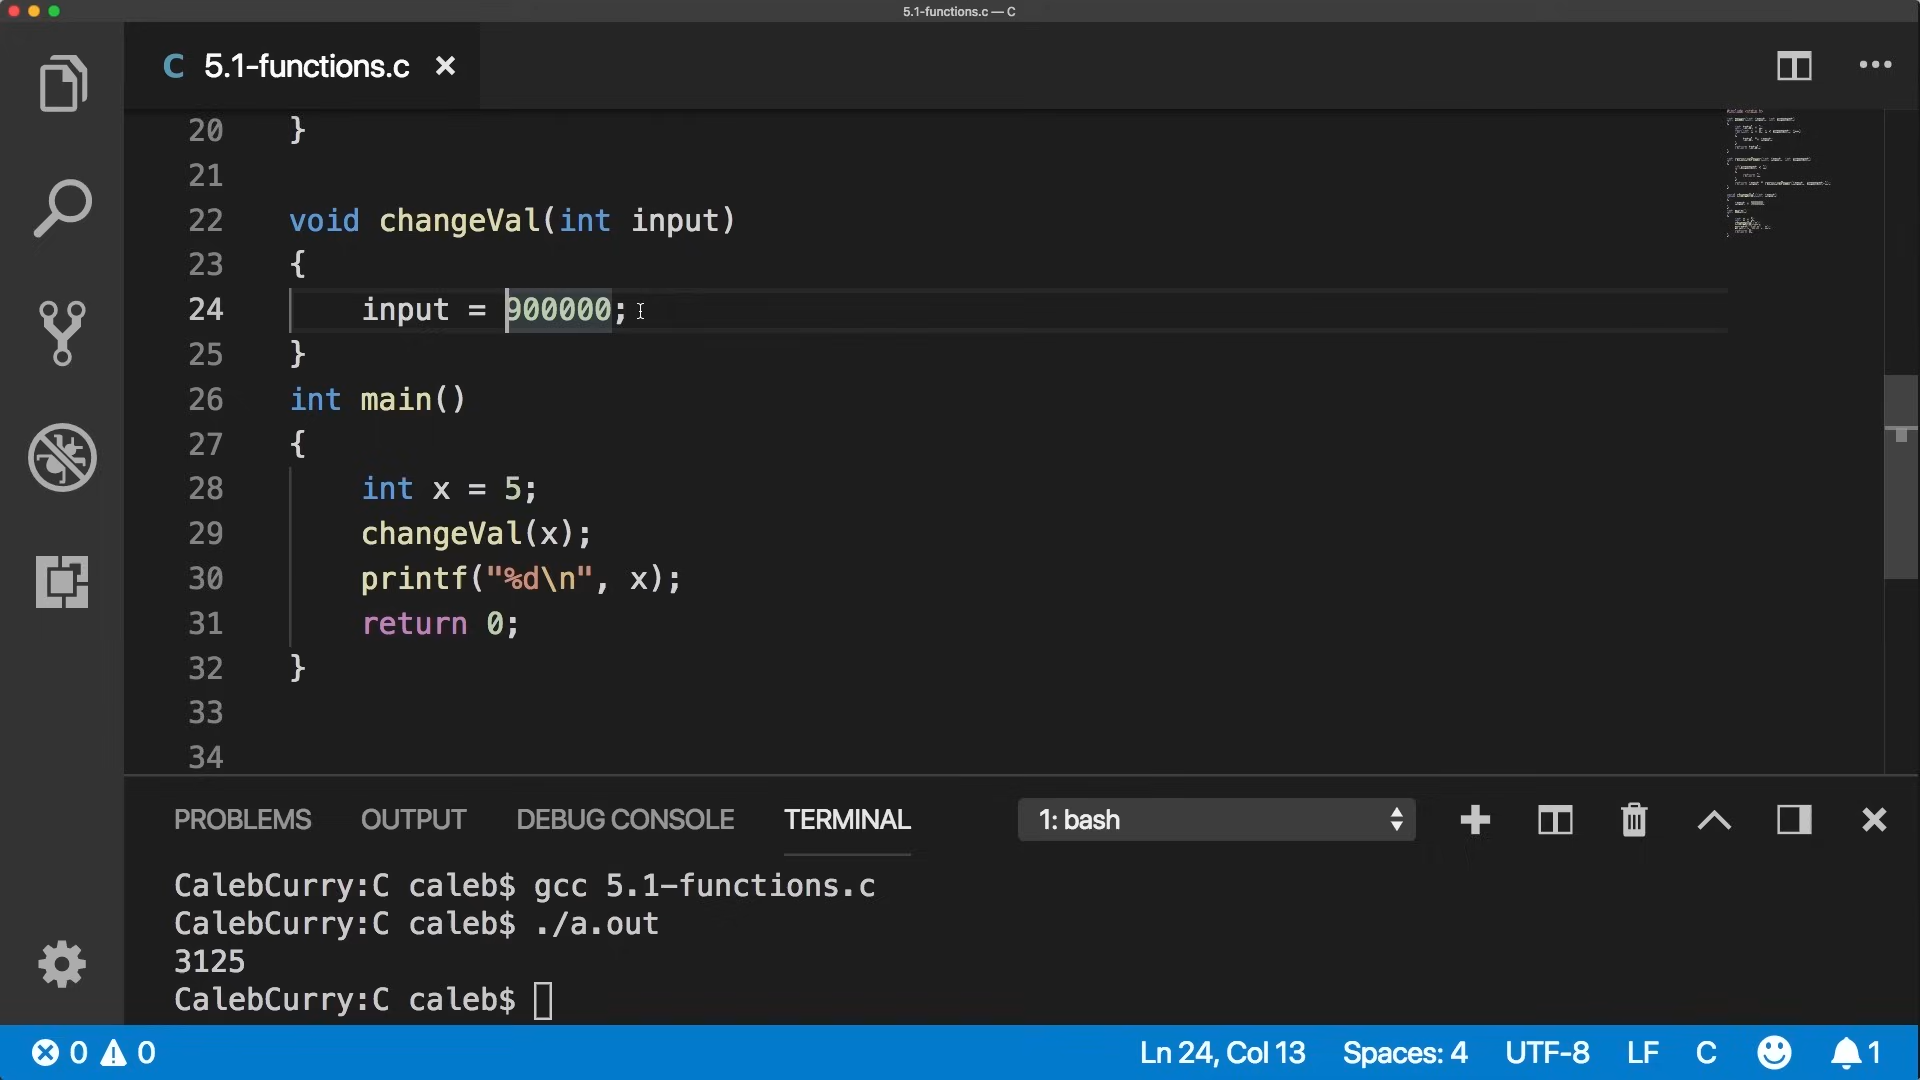 5.1-functions.c — C
C 5.1-functions.c
20 }
21
22 void changeVal(int input)
23 {
24 input = 900000;
25 }
26 int main()
27 {
28 int x = 5;
29 changeVal(x);
30 printf("%d\n", x);
31 return 0;
32 }
33
34
PROBLEMS OUTPUT DEBUG CONSOLE TERMINAL 1: bash
CalebCurry:C caleb$ gcc 5.1-functions.c
CalebCurry:C caleb$ ./a.out
3125
CalebCurry:C caleb$
0 0 Ln 24, Col 13 Spaces: 4 UTF-8 LF C 1